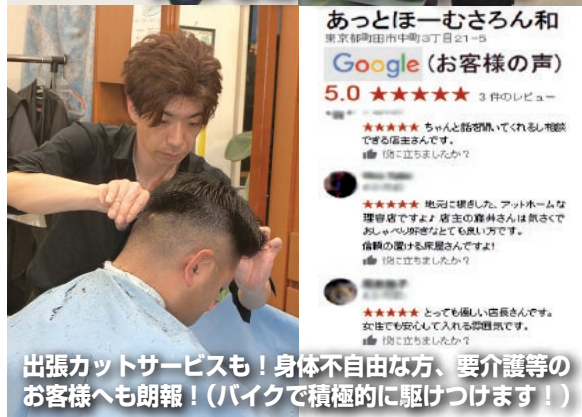 あっとほーむさろん和
東京都町田市中町3丁目21-5
Google (お客様の声)
5.0 ★★★★★ 3 件のレビュー
★★★★★ ちゃんと話を聞いてくれるし相談
できる店主さんです。
役に立ちましたか?
★★★★★ 地元に根ざした、アットホームな
理容店ですよ♪ 店主の藤井さんは気さくで
おしゃべり好きなとても良い方です。
信頼の置ける床屋さんですよ!
役に立ちましたか?
★★★★★ とっても優しい店長さんです。
女性でも安心して入れる雰囲気です。
役に立ちましたか?
出張カットサービスも!身体不自由な方、要介護等の
お客様へも朗報!(バイクで積極的に駆けつけます!)